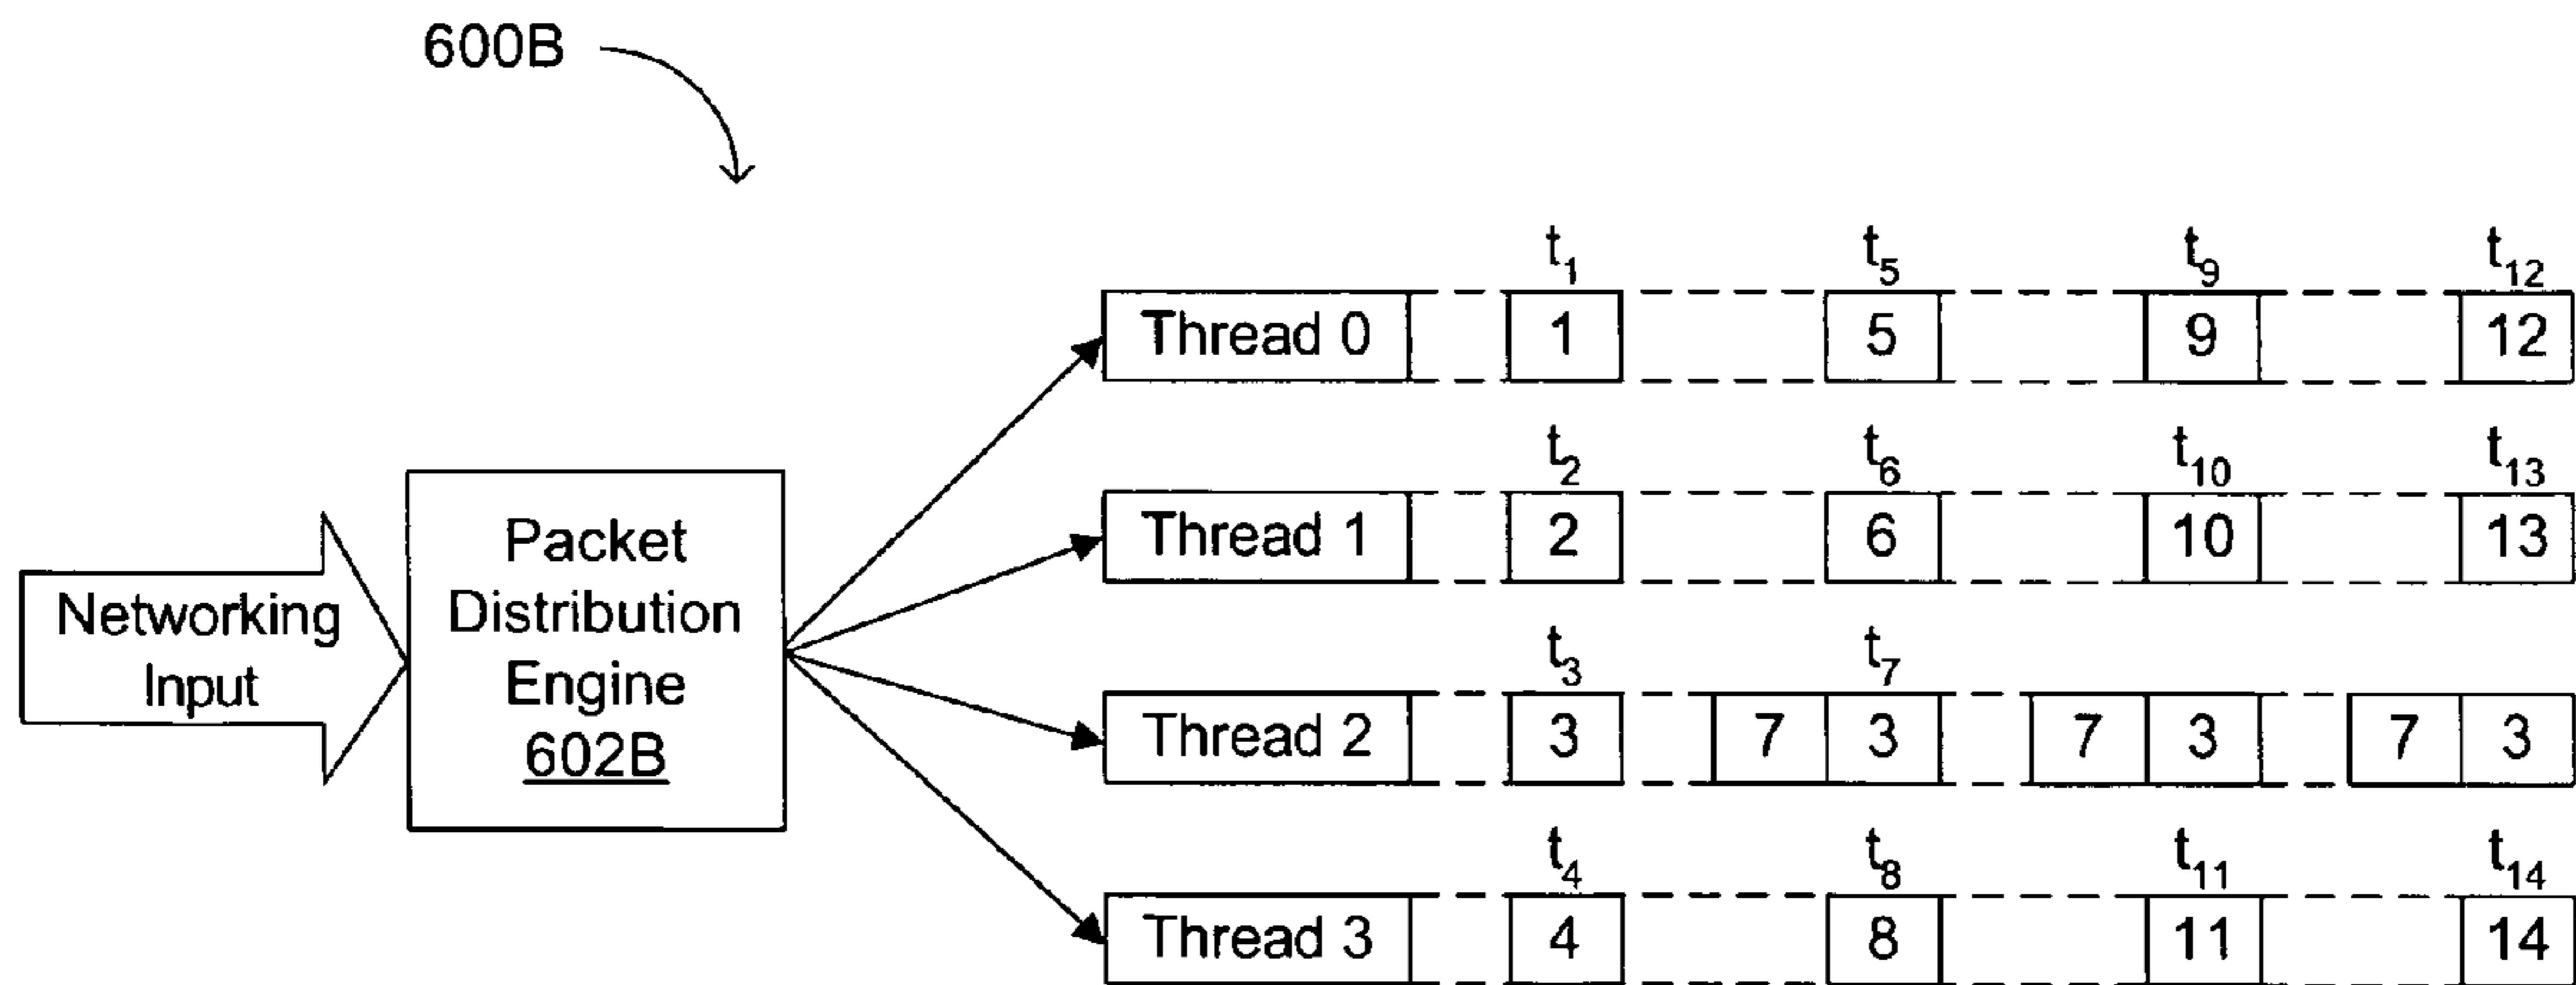 600B
Networking
Input
Packet
Distribution
Engine
602B
t1 t5 t9 t12
Thread 0 1 5 9 12
t2 t6 t10 t13
Thread 1 2 6 10 13
t3 t7
Thread 2 3 7 3 7 3 7 3
t4 t8 t11 t14
Thread 3 4 8 11 14